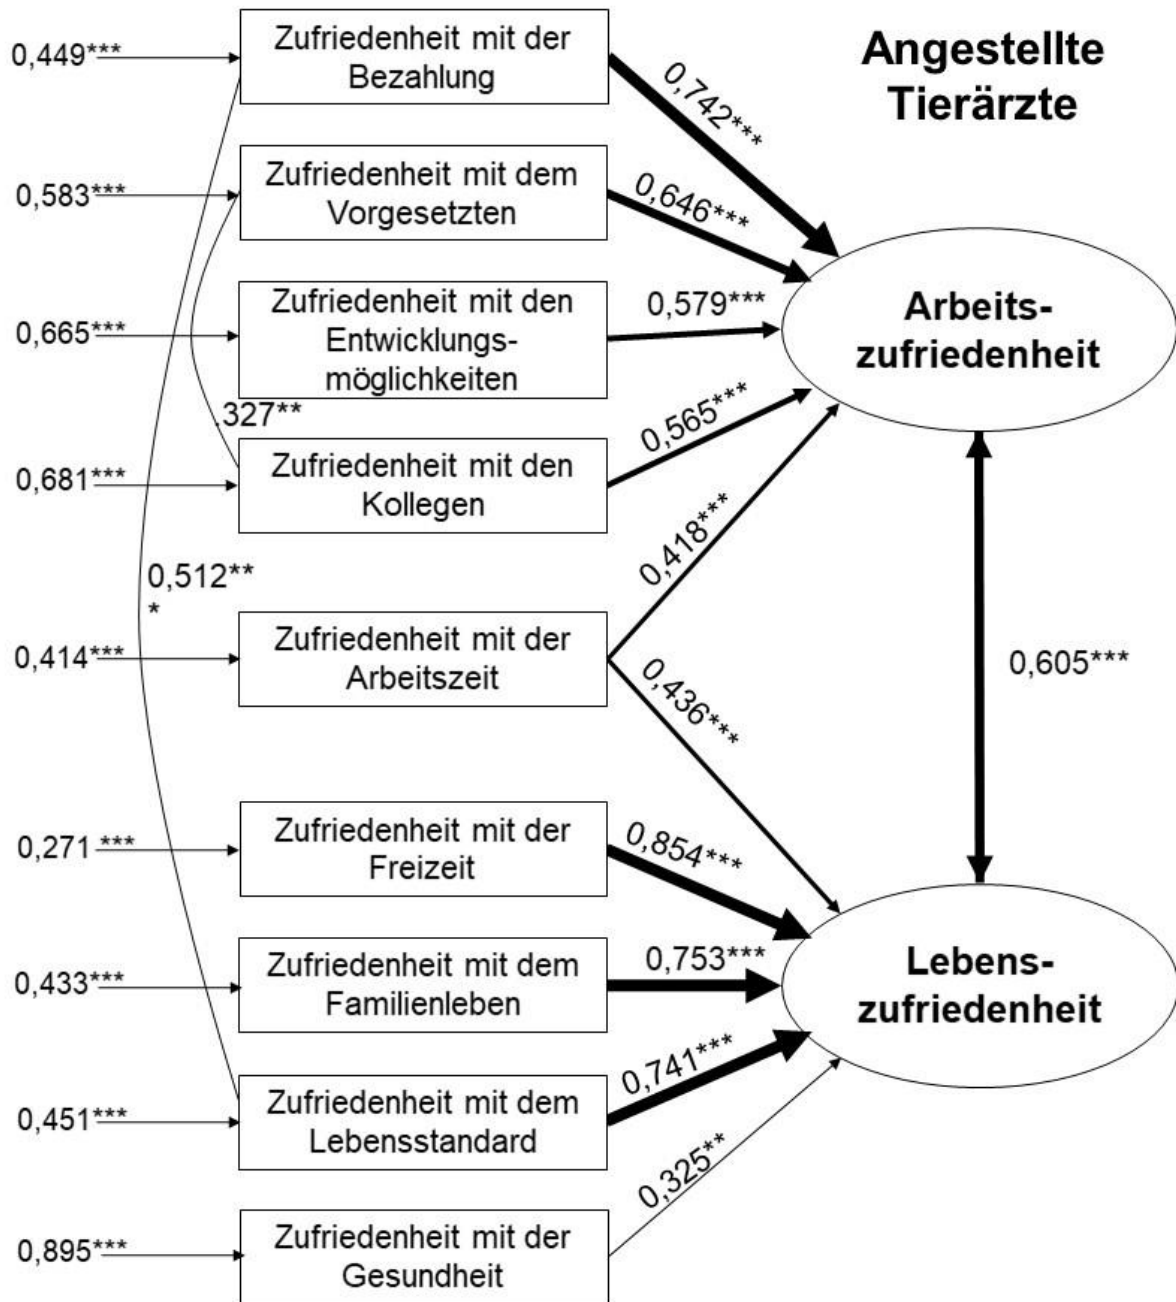 Angestellte
Tierärzte
0,449***
Zufriedenheit mit der
Bezahlung
0,742***
0,583***
Zufriedenheit mit dem
Vorgesetzten
0,646***
0,665***
Zufriedenheit mit den
Entwicklungs-
möglichkeiten
0,579***
Arbeits-
zufriedenheit
.327**
0,681***
Zufriedenheit mit den
Kollegen
0,565***
0,512**
*
0,414***
Zufriedenheit mit der
Arbeitszeit
0,418***
0,436***
0,605***
0,271 ***
Zufriedenheit mit der
Freizeit
0,854***
0,433***
Zufriedenheit mit dem
Familienleben
0,753***
Lebens-
zufriedenheit
0,451***
Zufriedenheit mit dem
Lebensstandard
0,741***
0,895***
Zufriedenheit mit der
Gesundheit
0,325**